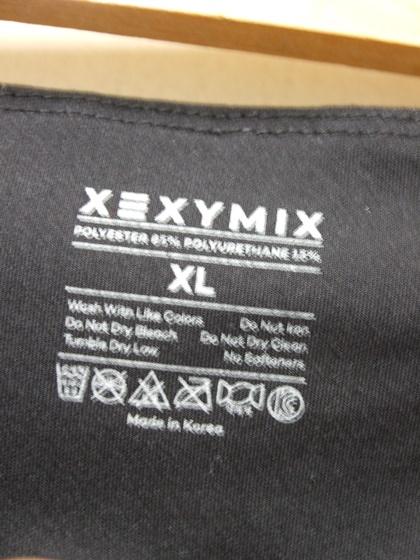 XEXYMIX
POLYESTER 85% POLYURETHANE 15%
XL
Wash With Like Colors Do Not Iron
Do Not Dry Bleach Do Not Dry Clean
Tumble Dry Low No Softeners
Made in Korea